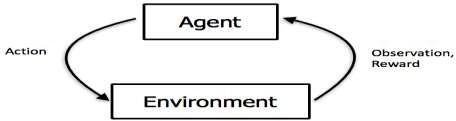 Agent
Action
Observation,
Reward
Environment